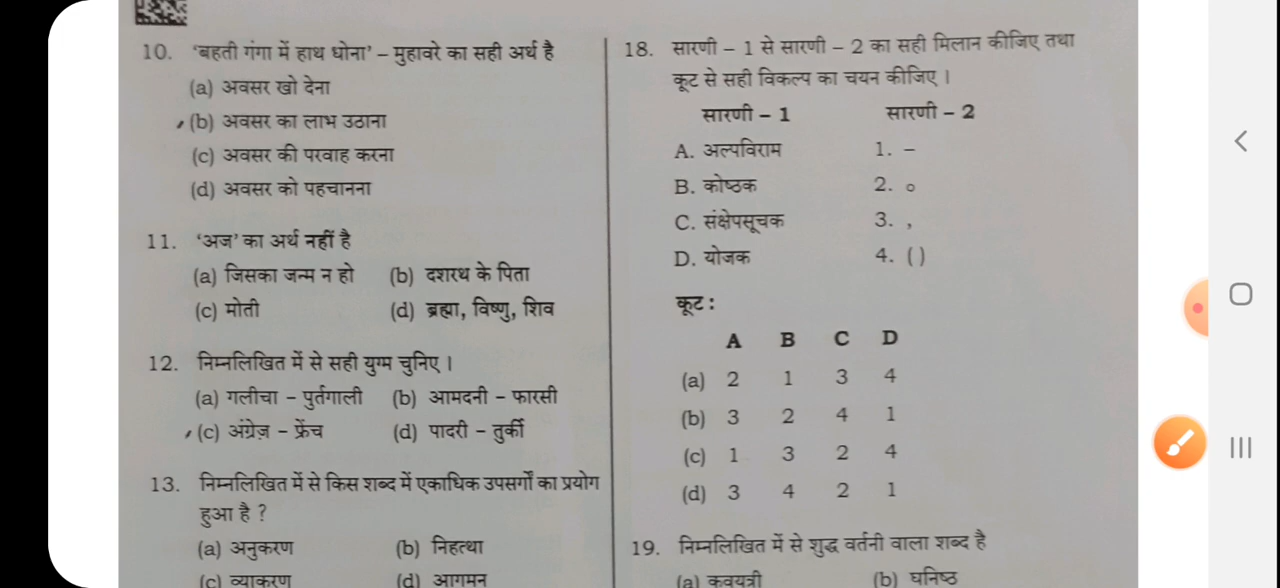 10. ‘बहती गंगा में हाथ धोना’ – मुहावरे का सही अर्थ है
(a) अवसर खो देना
(b) अवसर का लाभ उठाना
(c) अवसर की परवाह करना
(d) अवसर को पहचानना
11. ‘अज’ का अर्थ नहीं है
(a) जिसका जन्म न हो (b) दशरथ के पिता
(c) मोती (d) ब्रह्मा, विष्णु, शिव
12. निम्नलिखित में से सही युग्म चुनिए ।
(a) गलीचा – पुर्तगाली (b) आमदनी – फारसी
(c) अंग्रेज़ – फ्रेंच (d) पादरी – तुर्की
13. निम्नलिखित में से किस शब्द में एकाधिक उपसर्गों का प्रयोग
हुआ है ?
(a) अनुकरण (b) निहत्था
(c) व्याकरण (d) आगमन
18. सारणी – 1 से सारणी – 2 का सही मिलान कीजिए तथा
कूट से सही विकल्प का चयन कीजिए ।
सारणी – 1 सारणी – 2
A. अल्पविराम 1. –
B. कोष्ठक 2. ०
C. संक्षेपसूचक 3. ,
D. योजक 4. ( )
कूट :
A B C D
(a) 2 1 3 4
(b) 3 2 4 1
(c) 1 3 2 4
(d) 3 4 2 1
19. निम्नलिखित में से शुद्ध वर्तनी वाला शब्द है
(a) कवयत्री (b) घनिष्ठ